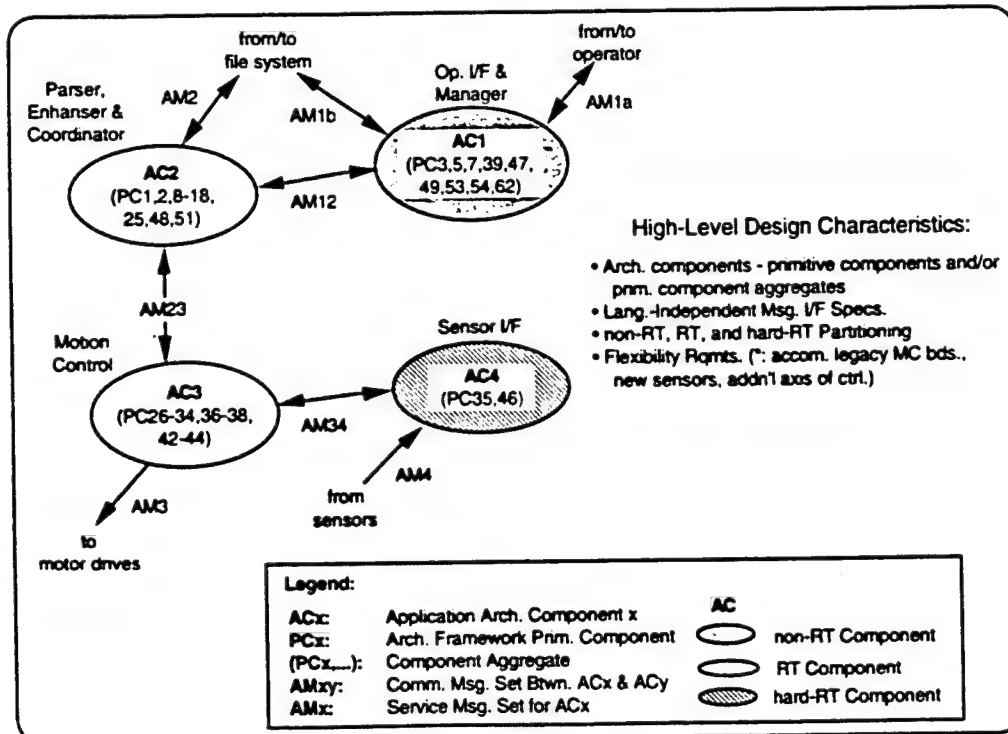 from/to
file system
from/to
operator
Parser,
Enhanser &
Coordinator
AM2
AM1b
Op. I/F &
Manager
AM1a
AC2
(PC1,2,8-18,
25,48,51)
AM12
AC1
(PC3,5,7,39,47,
49,53,54,62)
High-Level Design Characteristics:
• Arch. components - primitive components and/or
prim. component aggregates
• Lang.-Independent Msg. I/F Specs.
• non-RT, RT, and hard-RT Partitioning
• Flexibility Rqmts. (*: accom. legacy MC bds.,
new sensors, addn'l axis of ctrl.)
AM23
Motion
Control
Sensor I/F
AC3
(PC26-34,36-38,
42-44)
AM34
AC4
(PC35,46)
AM3
AM4
to
motor drives
from
sensors
Legend:
ACx: Application Arch. Component x
PCx: Arch. Framework Prim. Component
(PCx,...): Component Aggregate
AMxy: Comm. Msg. Set Btwn. ACx & ACy
AMx: Service Msg. Set for ACx
AC
non-RT Component
RT Component
hard-RT Component